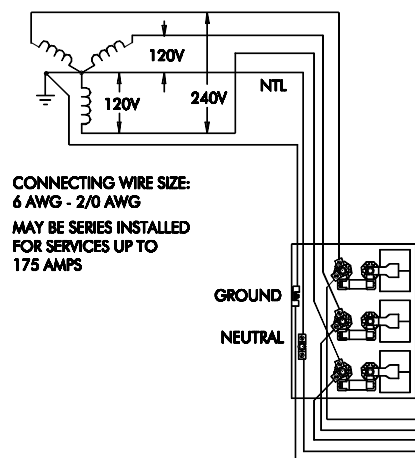 120V
120V
240V
NTL
CONNECTING WIRE SIZE:
6 AWG - 2/0 AWG
MAY BE SERIES INSTALLED
FOR SERVICES UP TO
175 AMPS
GROUND
NEUTRAL